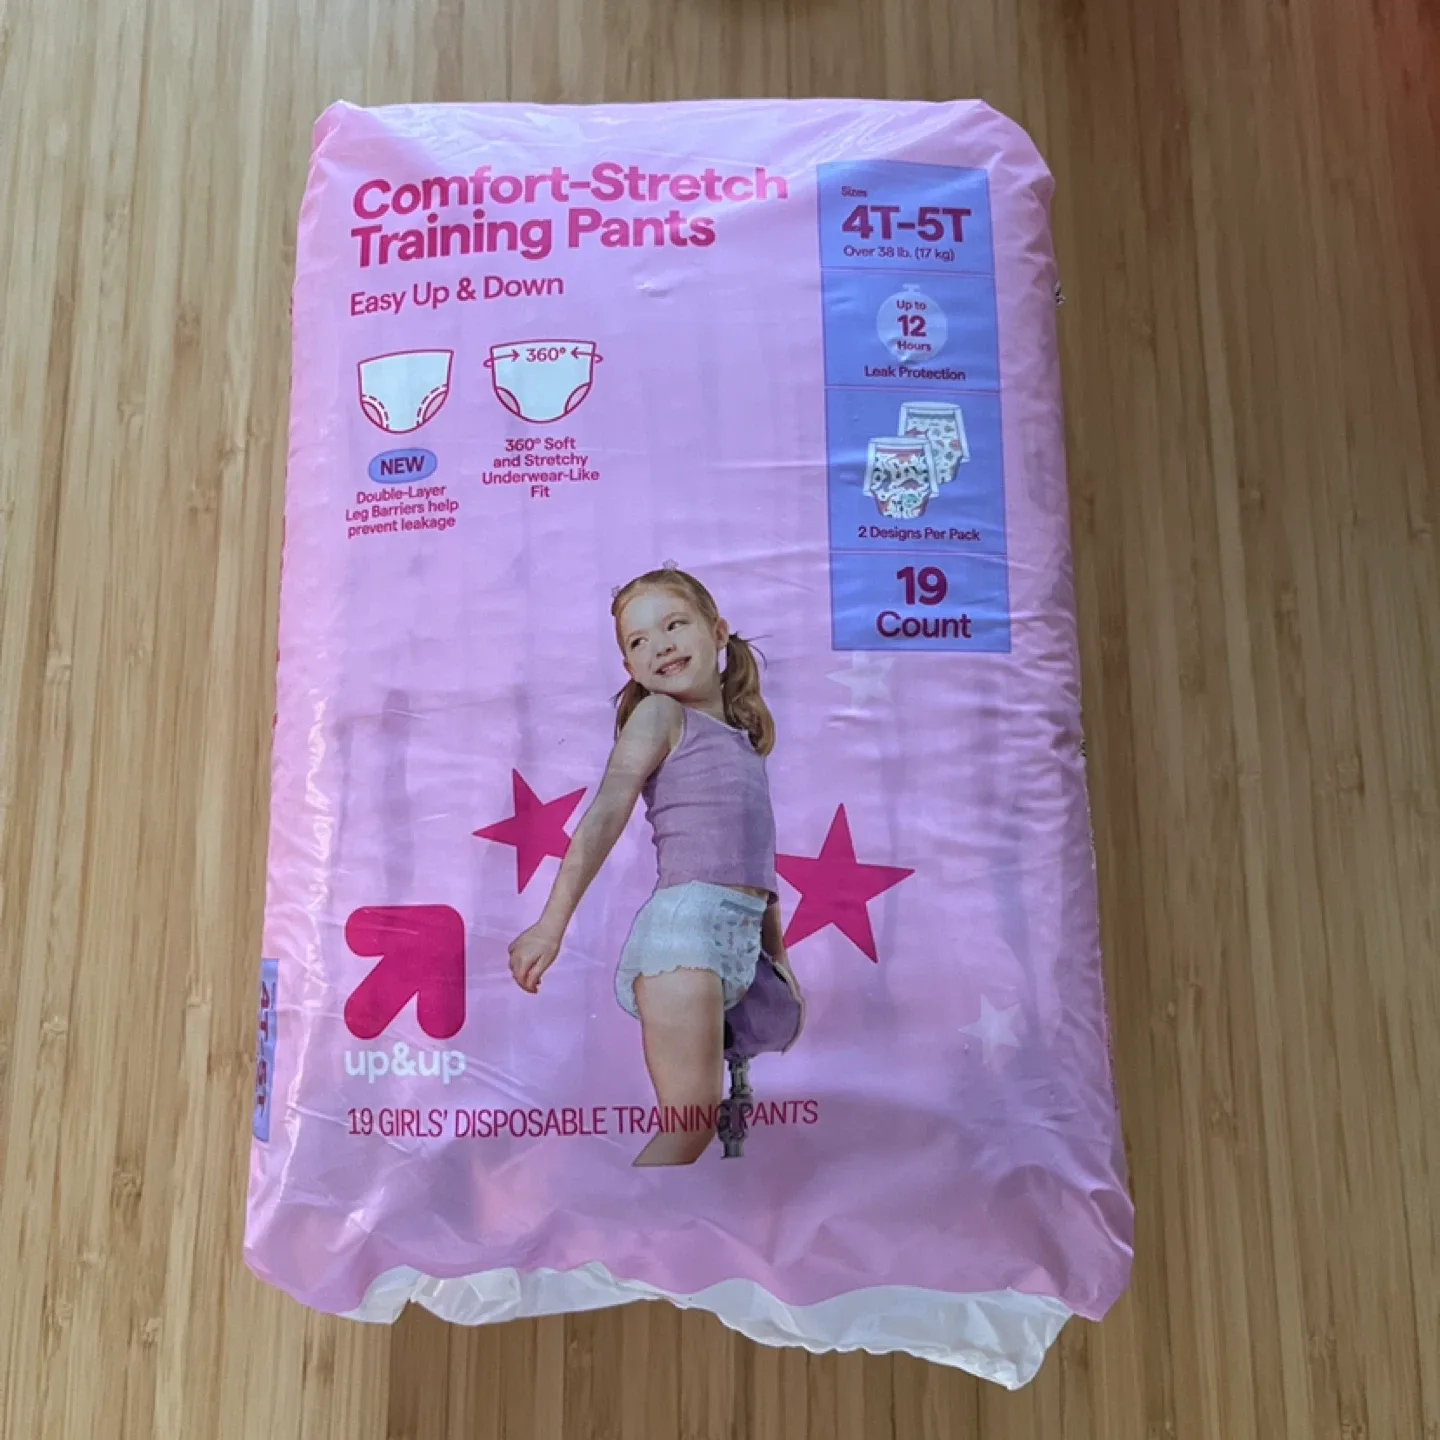 Comfort-Stretch
Training Pants
Easy Up & Down
360°
NEW
Double-Layer
Leg Barriers help
prevent leakage
360° Soft
and Stretchy
Underwear-Like
Fit
Sizes
4T-5T
Over 38 lb. (17 kg)
Up to
12
Hours
Leak Protection
2 Designs Per Pack
19
Count
up&up
19 GIRLS' DISPOSABLE TRAINING PANTS
4T-5T